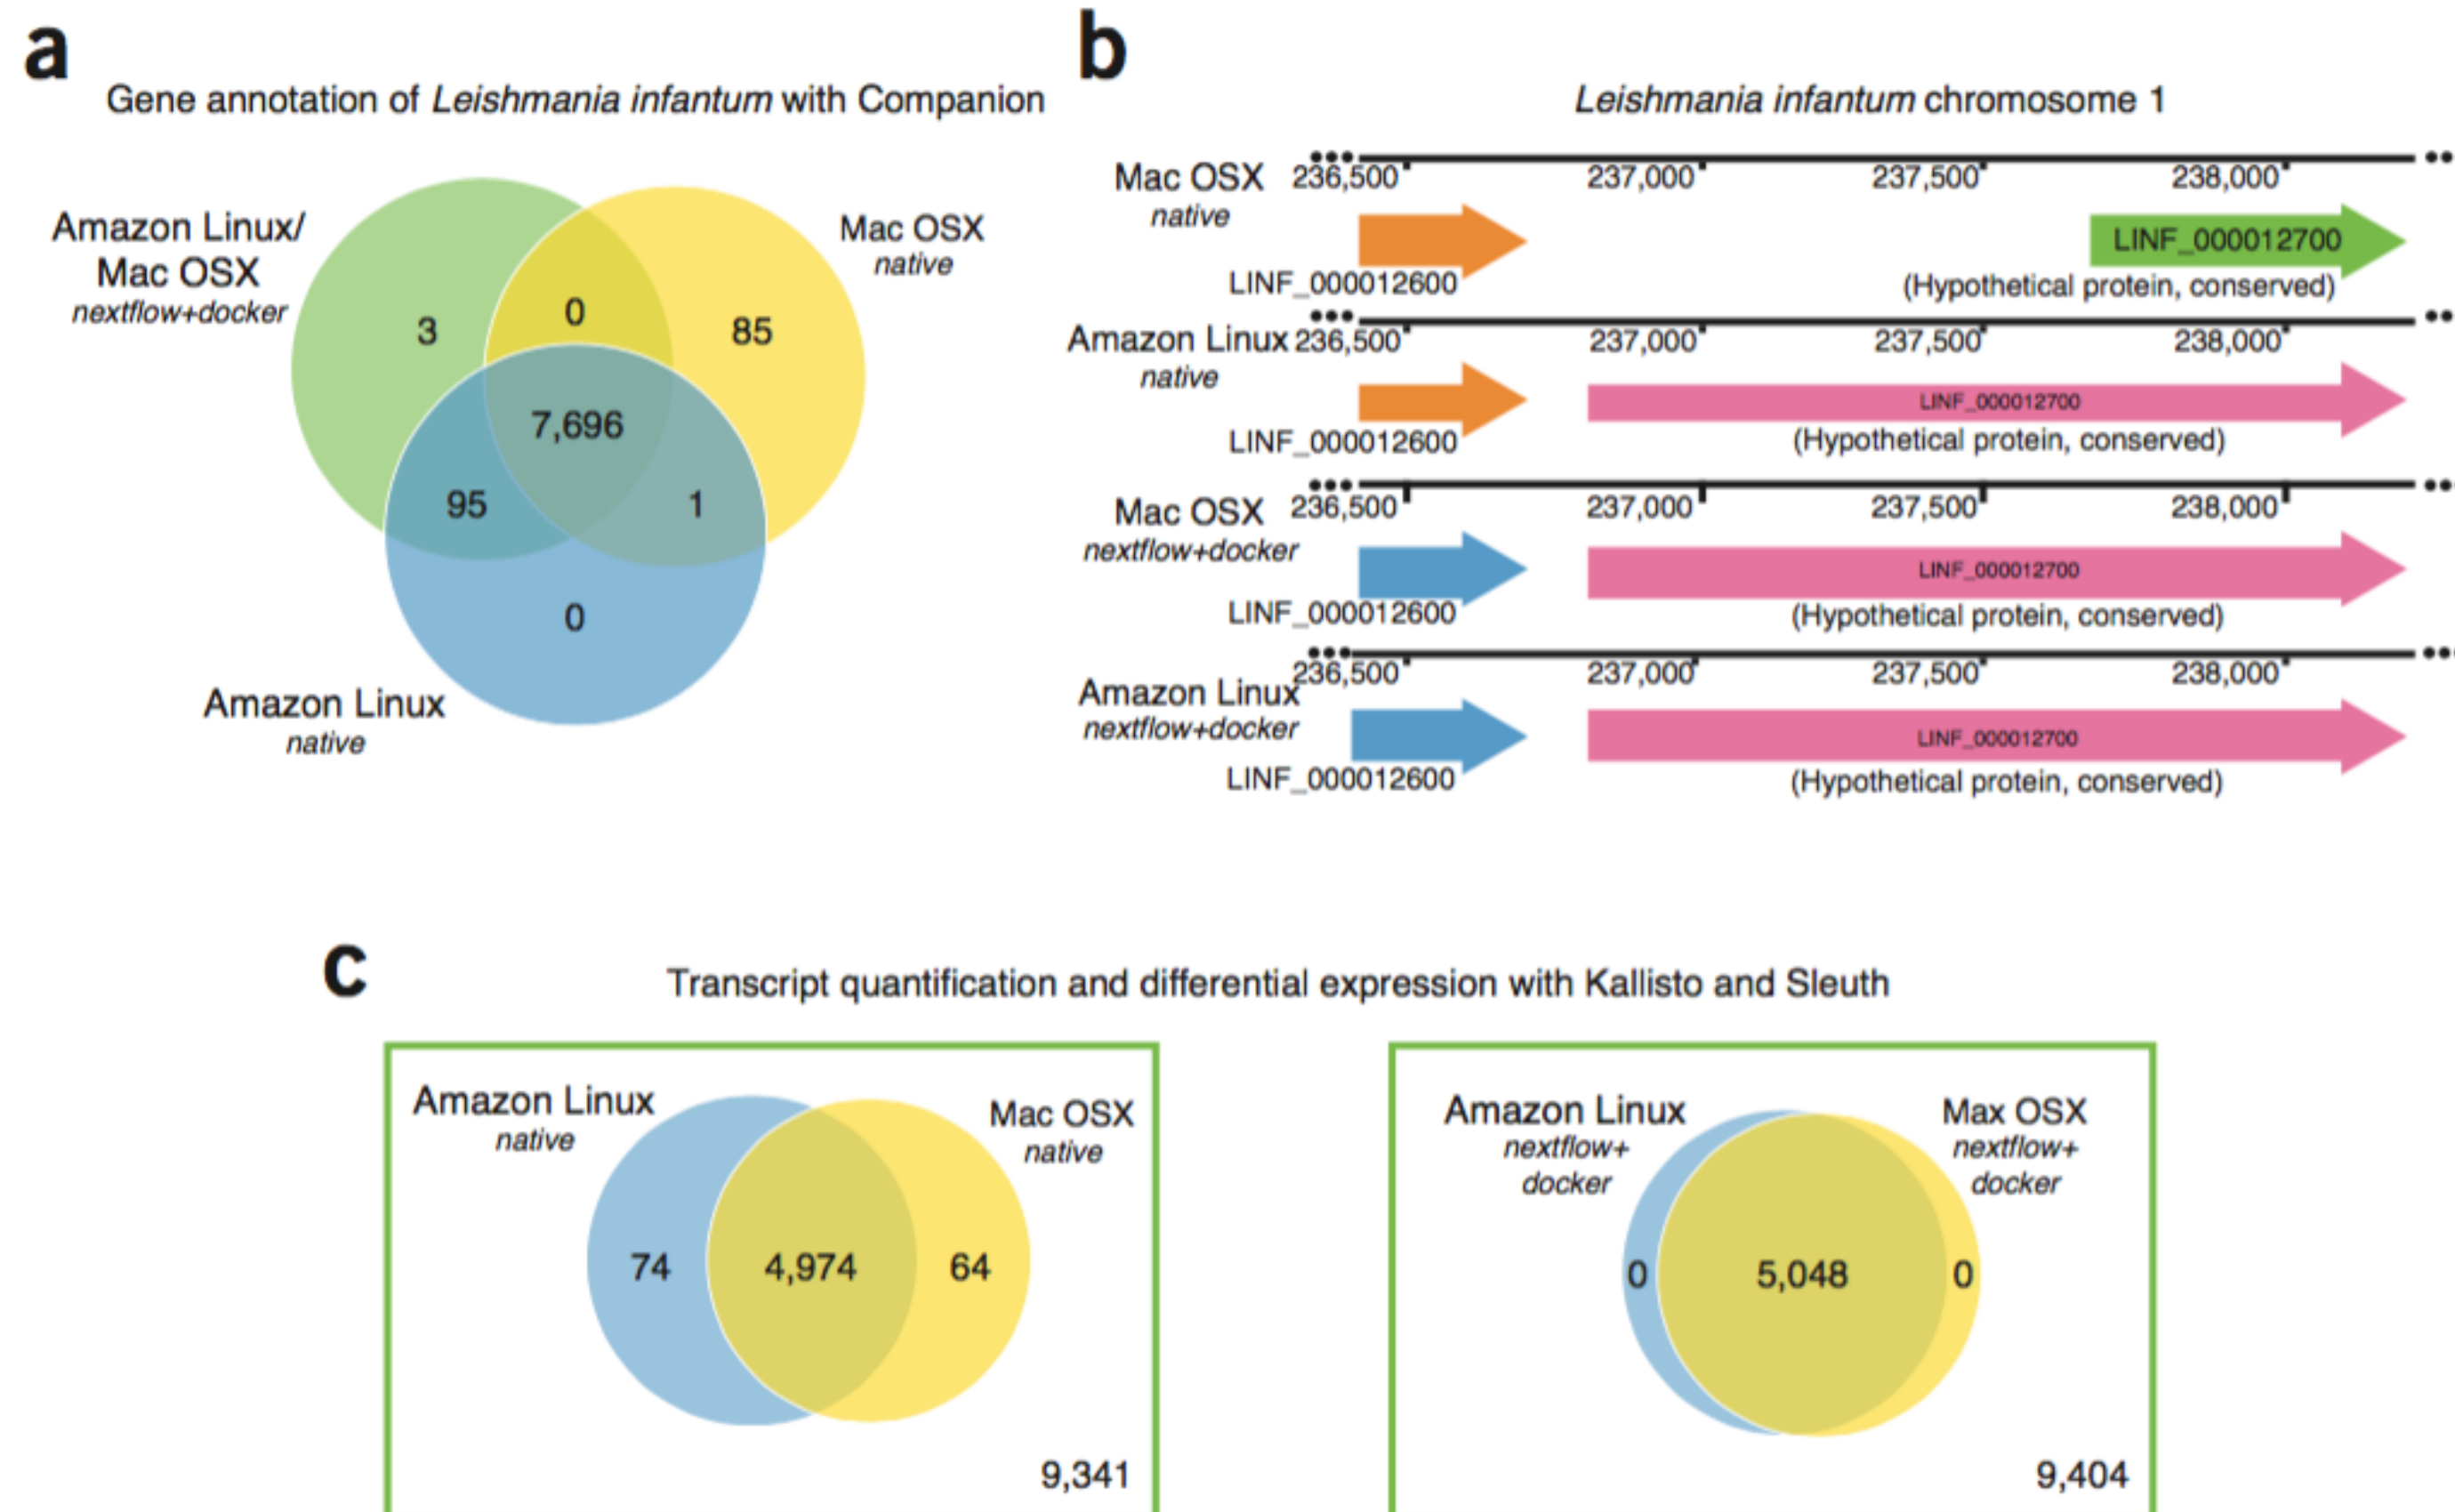 a
Gene annotation of Leishmania infantum with Companion
Amazon Linux/
Mac OSX
nextflow+docker
Mac OSX
native
3
0
85
7,696
95
1
0
Amazon Linux
native
b
Leishmania infantum chromosome 1
Mac OSX
native
236,500 237,000 237,500 238,000
LINF_000012600
LINF_000012700
(Hypothetical protein, conserved)
Amazon Linux
native
236,500 237,000 237,500 238,000
LINF_000012600
LINF_000012700
(Hypothetical protein, conserved)
Mac OSX
nextflow+docker
236,500 237,000 237,500 238,000
LINF_000012600
LINF_000012700
(Hypothetical protein, conserved)
Amazon Linux
nextflow+docker
236,500 237,000 237,500 238,000
LINF_000012600
LINF_000012700
(Hypothetical protein, conserved)
c
Transcript quantification and differential expression with Kallisto and Sleuth
Amazon Linux
native
Mac OSX
native
74 4,974 64
9,341
Amazon Linux
nextflow+
docker
Max OSX
nextflow+
docker
0 5,048 0
9,404